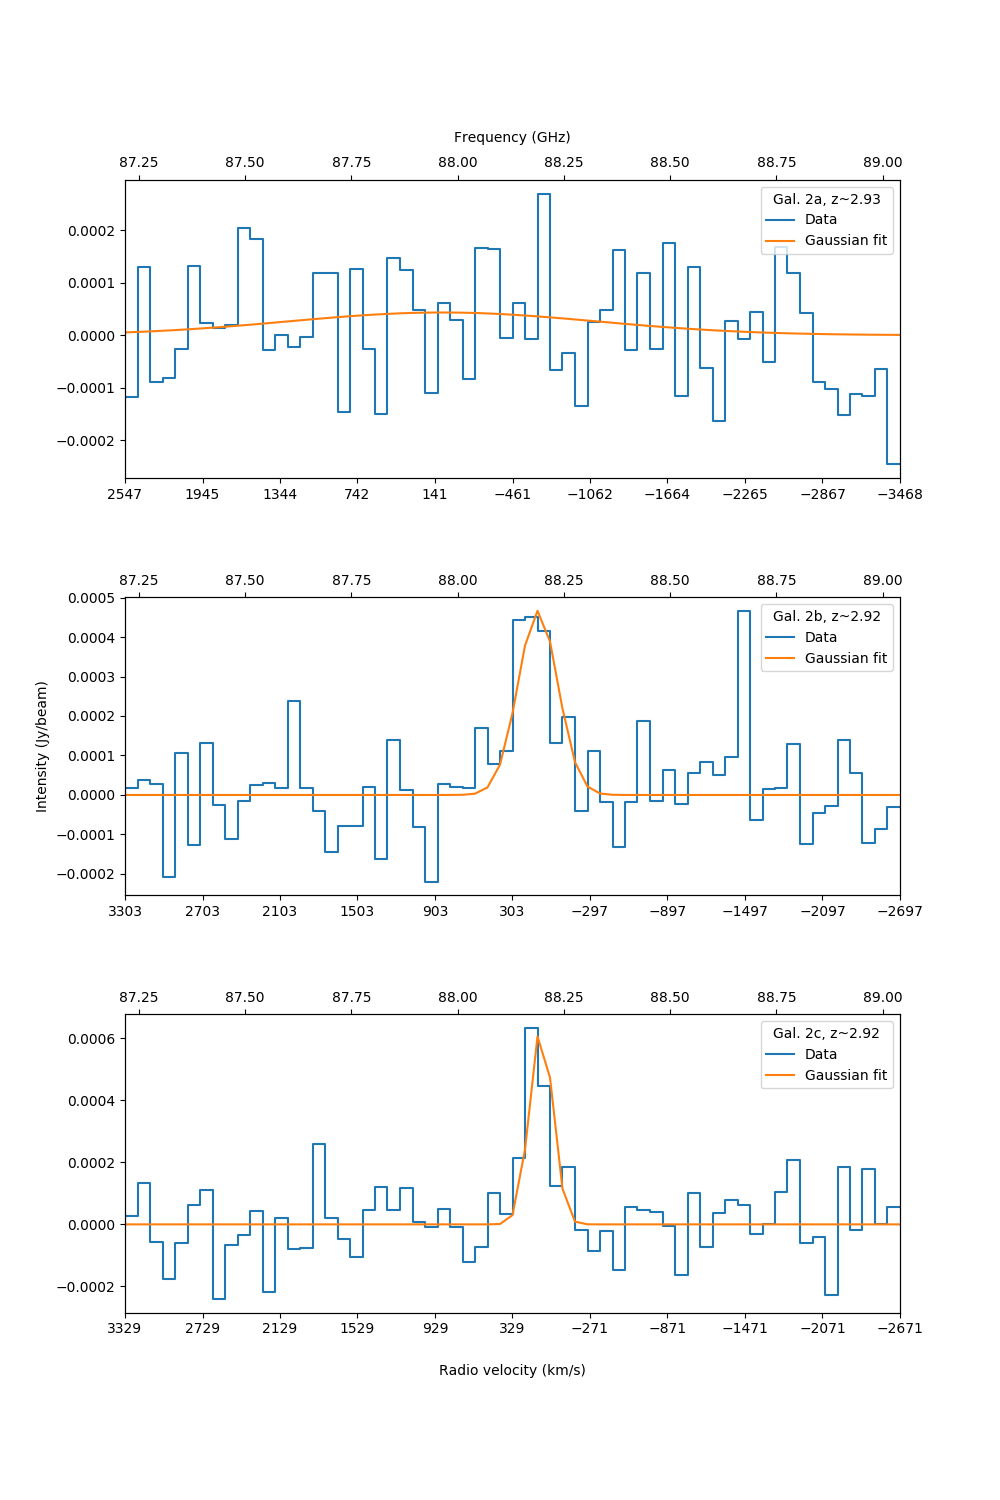 Frequency (GHz)
87.25 87.50 87.75 88.00 88.25 88.50 88.75 89.00
Gal. 2a, z~2.93
Data
Gaussian fit
0.0002
0.0001
0.0000
−0.0001
−0.0002
2547 1945 1344 742 141 −461 −1062 −1664 −2265 −2867 −3468
87.25 87.50 87.75 88.00 88.25 88.50 88.75 89.00
Gal. 2b, z~2.92
Data
Gaussian fit
0.0005
0.0004
0.0003
0.0002
0.0001
0.0000
−0.0001
−0.0002
Intensity (Jy/beam)
3303 2703 2103 1503 903 303 −297 −897 −1497 −2097 −2697
87.25 87.50 87.75 88.00 88.25 88.50 88.75 89.00
Gal. 2c, z~2.92
Data
Gaussian fit
0.0006
0.0004
0.0002
0.0000
−0.0002
3329 2729 2129 1529 929 329 −271 −871 −1471 −2071 −2671
Radio velocity (km/s)